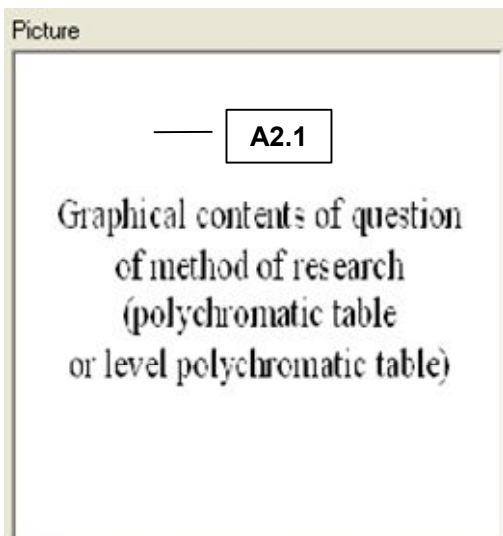 Picture
A2.1
Graphical contents of question
of method of research
(polychromatic table
or level polychromatic table)